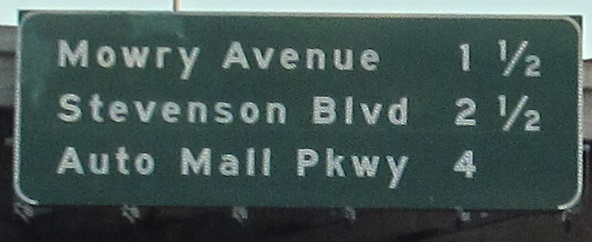 Mowry Avenue 1 1/2
Stevenson Blvd 2 1/2
Auto Mall Pkwy 4